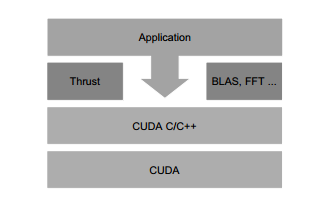 Application
Thrust
BLAS, FFT ...
CUDA C/C++
CUDA